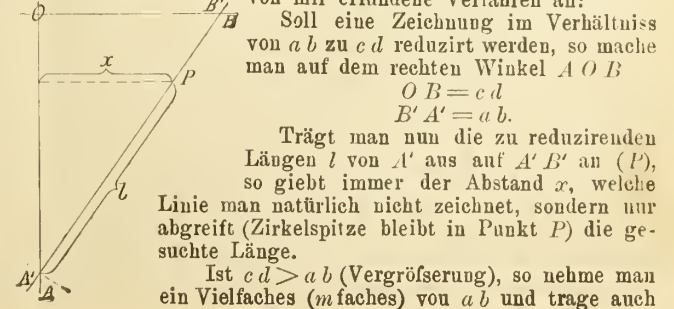 von mir erfundene Verfahren an:
Soll eine Zeichnung im Verhältniss
von a b zu c d reduzirt werden, so mache
man auf dem rechten Winkel A O B
O B = c d
B' A' = a b.
Trägt man nun die zu reduzirenden
Längen l von A' aus auf A' B' an (P),
so giebt immer der Abstand x, welche
Linie man natürlich nicht zeichnet, sondern nur
abgreift (Zirkelspitze bleibt in Punkt P) die ge-
suchte Länge.
Ist c d > a b (Vergröfserung), so nehme man
ein Vielfaches (m faches) von a b und trage auch
O
B'
B
x
P
l
A'
A